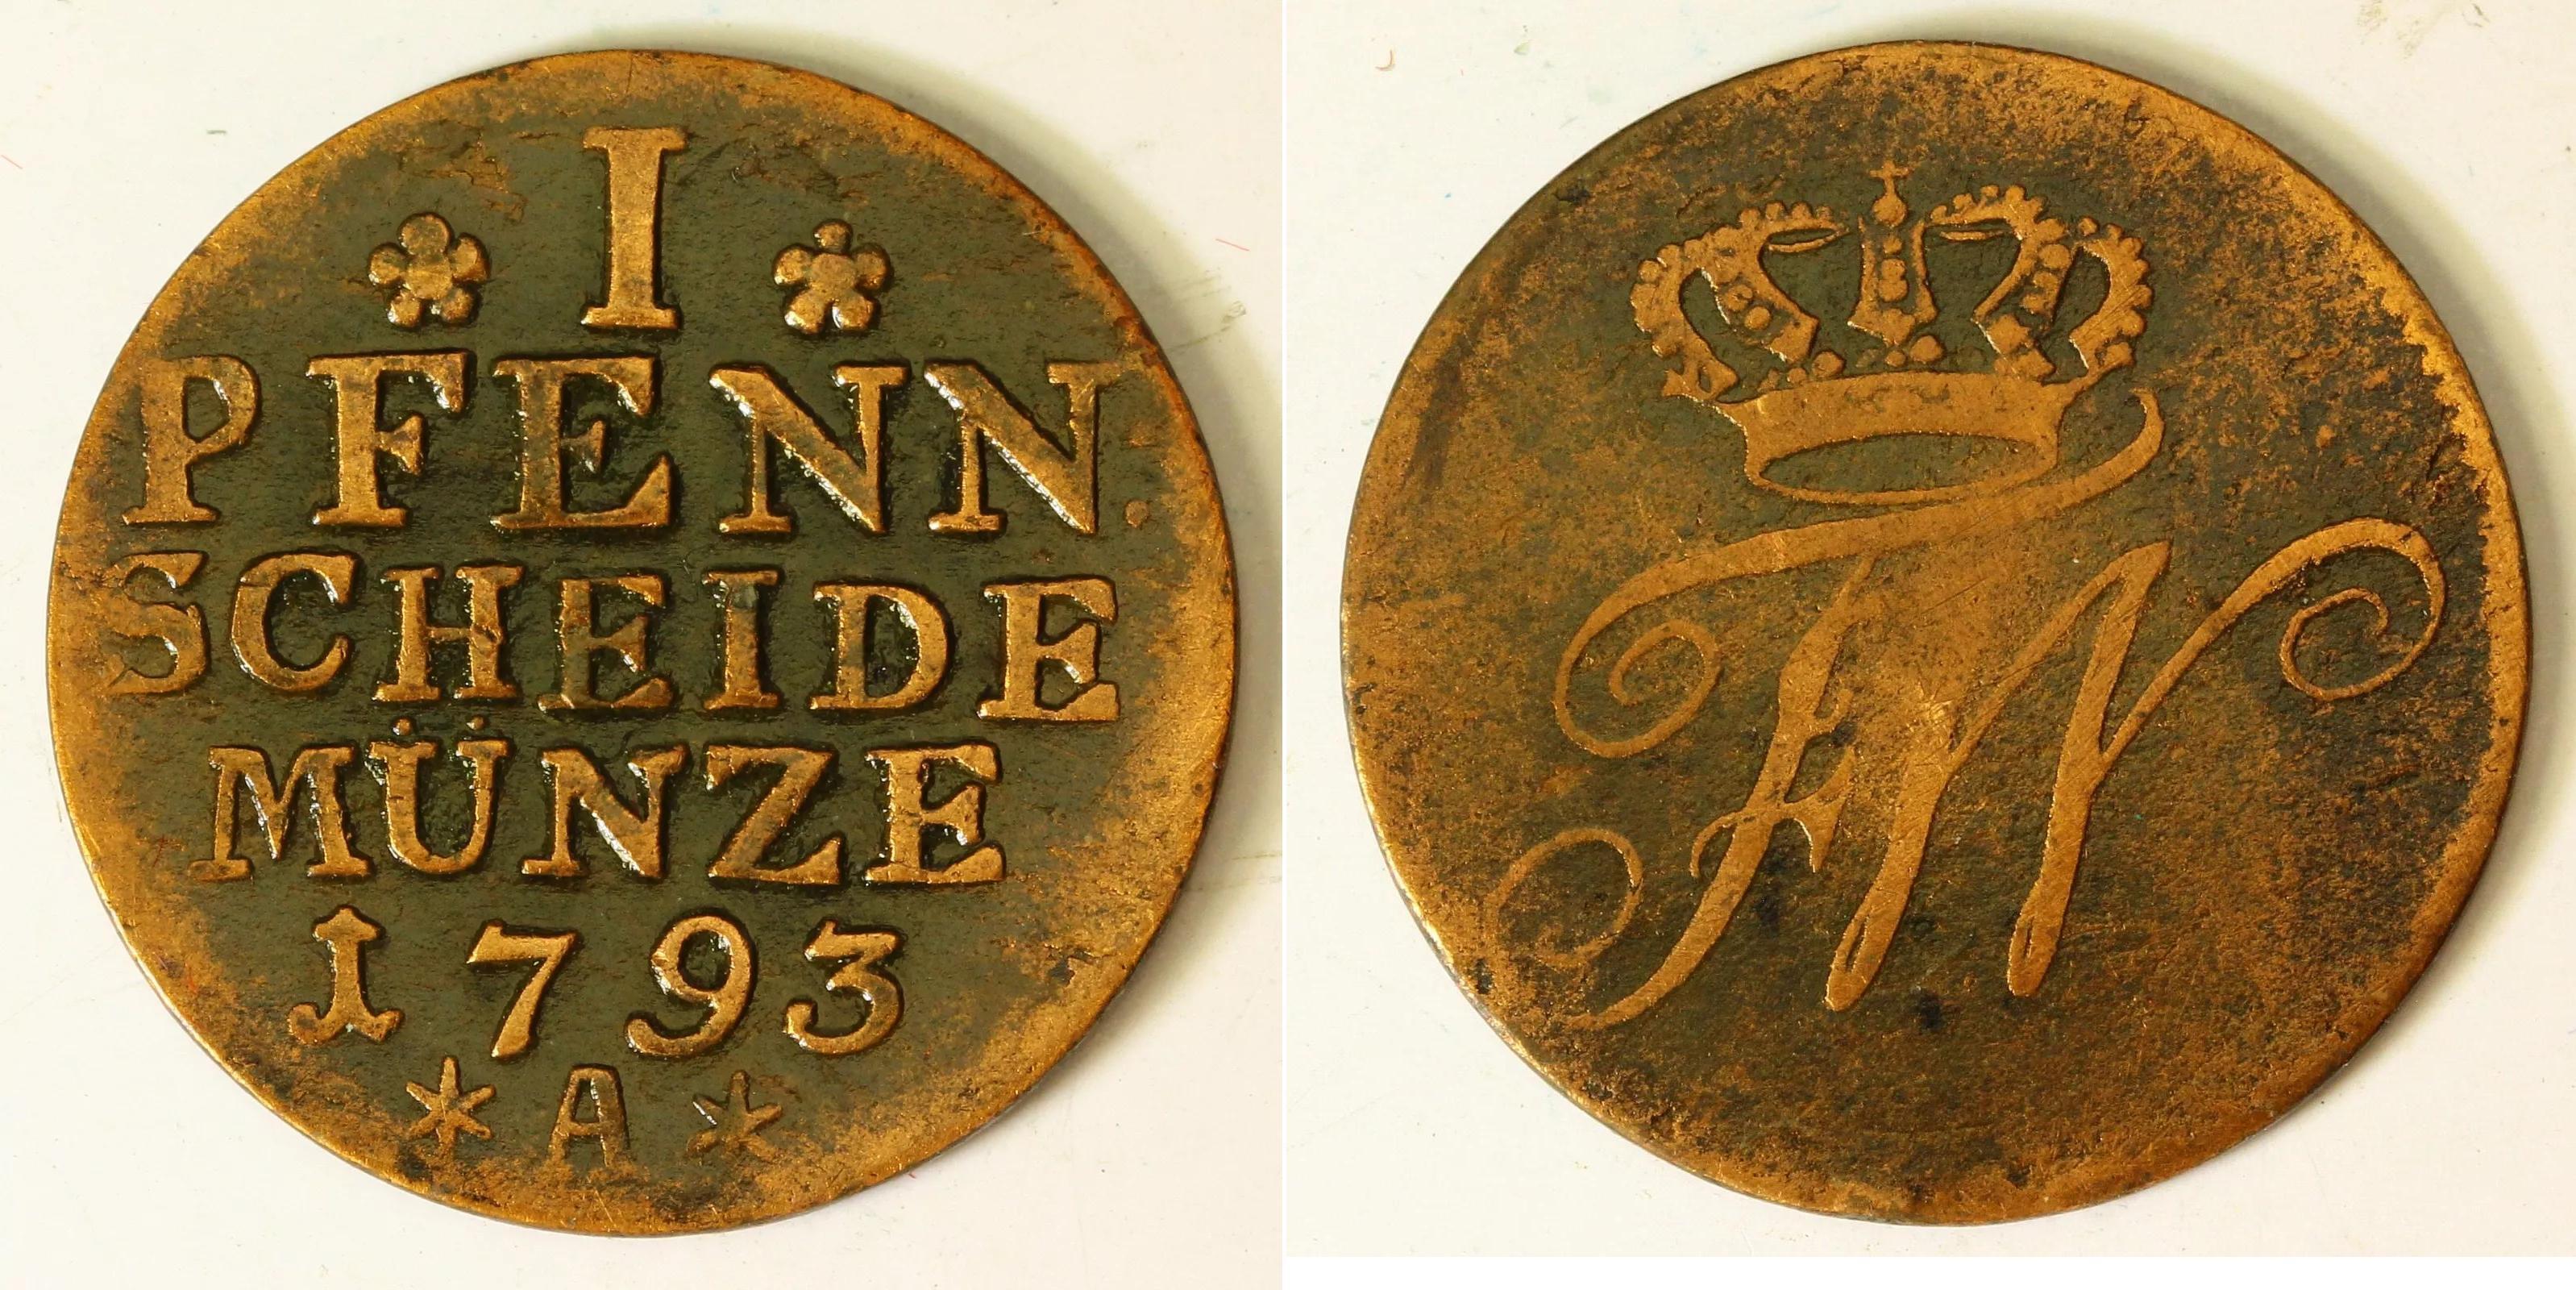 I
PFENN.
SCHEIDE
MÜNZE
1793
* A *
FW